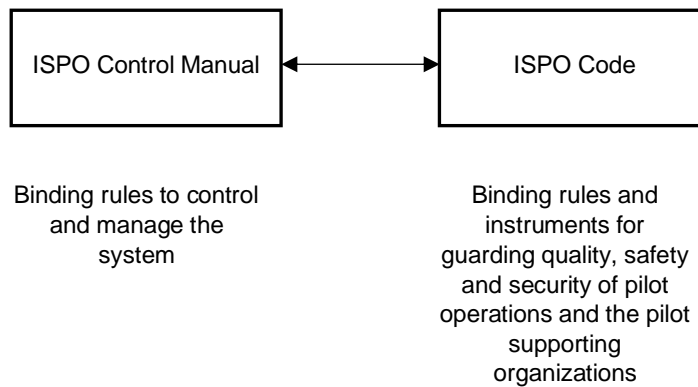 ISPO Control Manual
ISPO Code
Binding rules to control
and manage the
system
Binding rules and
instruments for
guarding quality, safety
and security of pilot
operations and the pilot
supporting
organizations